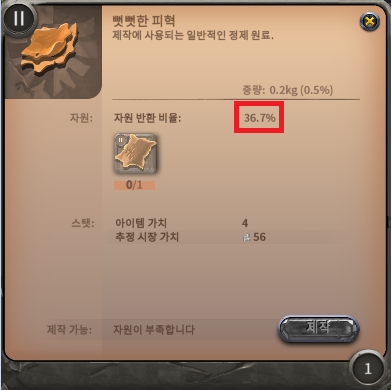 II
뻣뻣한 피혁
제작에 사용되는 일반적인 정제 원료.
중량: 0.2kg (0.5%)
자원: 자원 반환 비율: 36.7%
II
0/1
스탯: 아이템 가치 4
추정 시장 가치 56
제작 가능: 자원이 부족합니다
제작
1